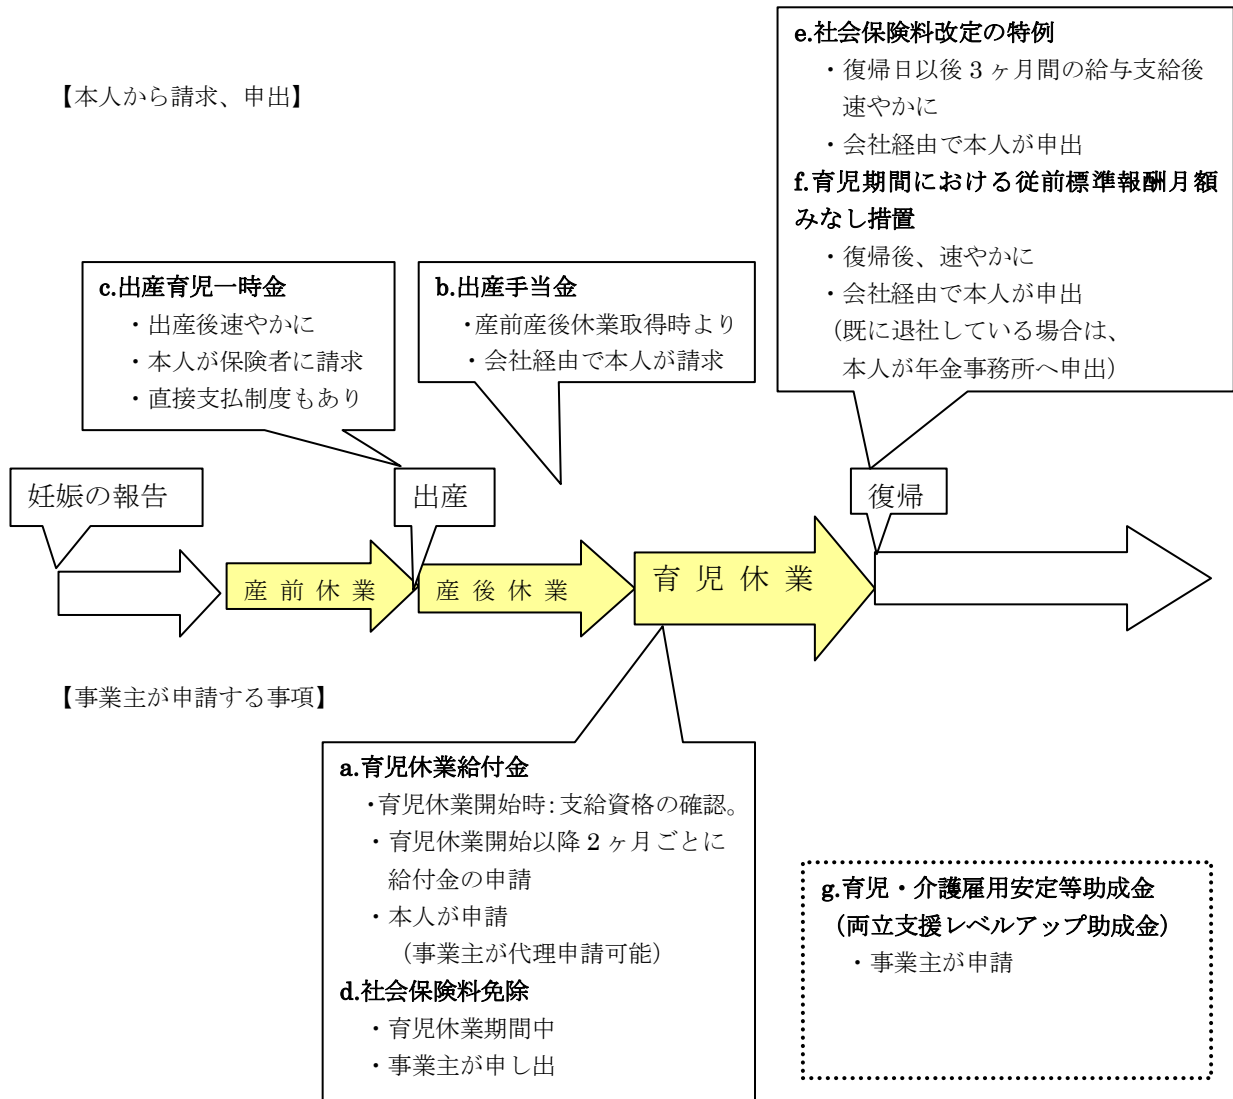 【本人から請求、申出】
e.社会保険料改定の特例
・復帰日以後 3 ヶ月間の給与支給後
速やかに
・会社経由で本人が申出
f.育児期間における従前標準報酬月額
みなし措置
・復帰後、速やかに
・会社経由で本人が申出
(既に退社している場合は、
本人が年金事務所へ申出)
c.出産育児一時金
・出産後速やかに
・本人が保険者に請求
・直接支払制度もあり
b.出産手当金
・産前産後休業取得時より
・会社経由で本人が請求
妊娠の報告
出産
復帰
産 前 休 業
産 後 休 業
育 児 休 業
【事業主が申請する事項】
a.育児休業給付金
・育児休業開始時:支給資格の確認。
・育児休業開始以降 2 ヶ月ごとに
給付金の申請
・本人が申請
(事業主が代理申請可能)
d.社会保険料免除
・育児休業期間中
・事業主が申し出
g.育児・介護雇用安定等助成金
(両立支援レベルアップ助成金)
・事業主が申請